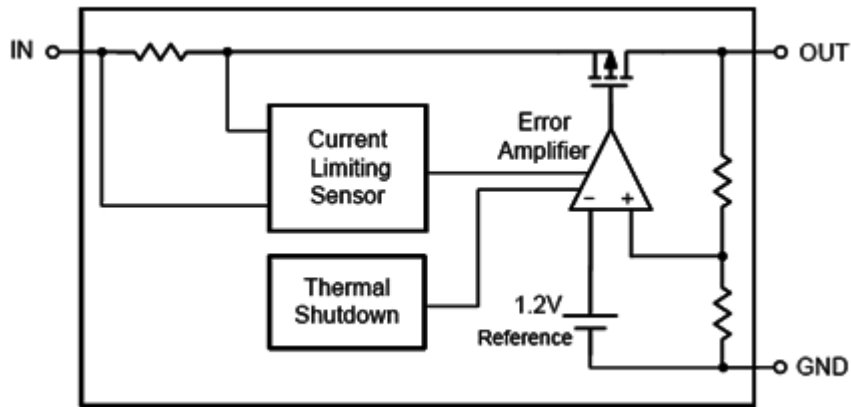 IN
OUT
Current
Limiting
Sensor
Error
Amplifier
− +
Thermal
Shutdown
1.2V
Reference
GND